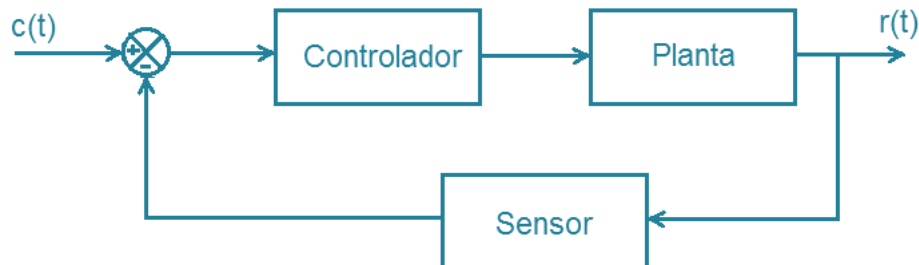 c(t)
+
-
Controlador
Planta
r(t)
Sensor